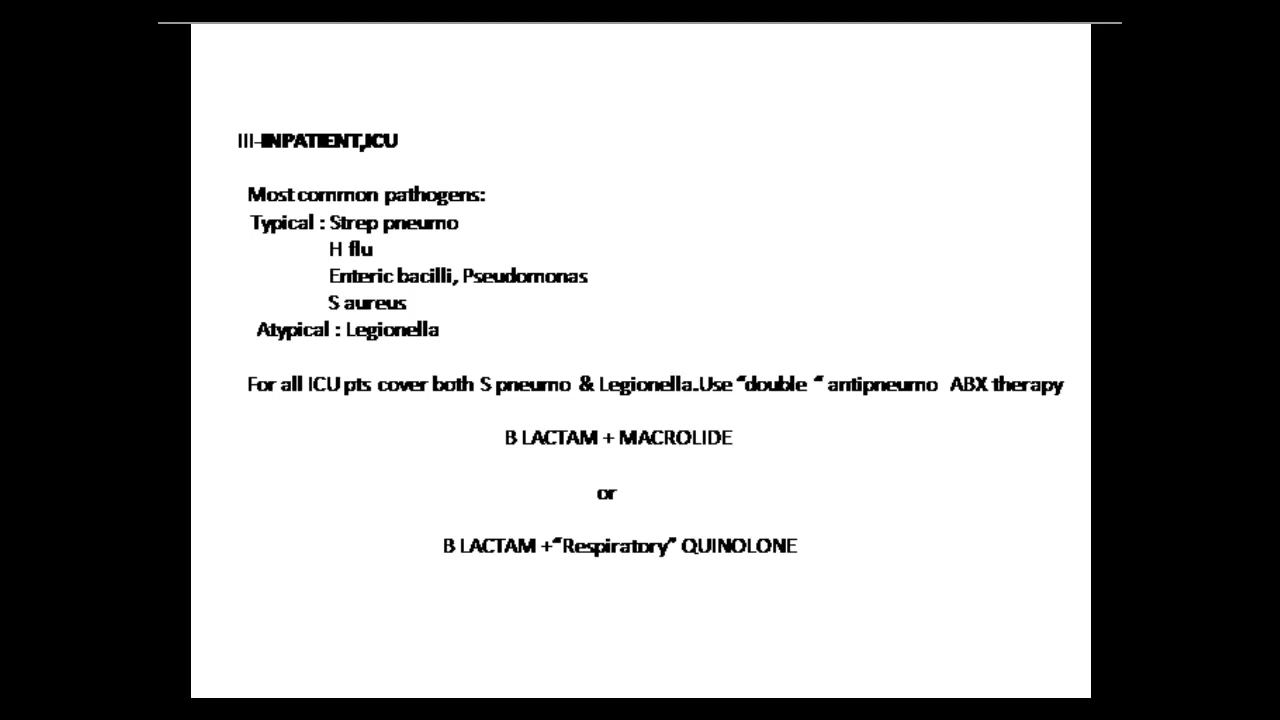 III-INPATIENT,ICU
Most common pathogens:
Typical : Strep pneumo
H flu
Enteric bacilli, Pseudomonas
S aureus
Atypical : Legionella
For all ICU pts cover both S pneumo & Legionella.Use “double “ antipneumo ABX therapy
B LACTAM + MACROLIDE
or
B LACTAM +“Respiratory” QUINOLONE